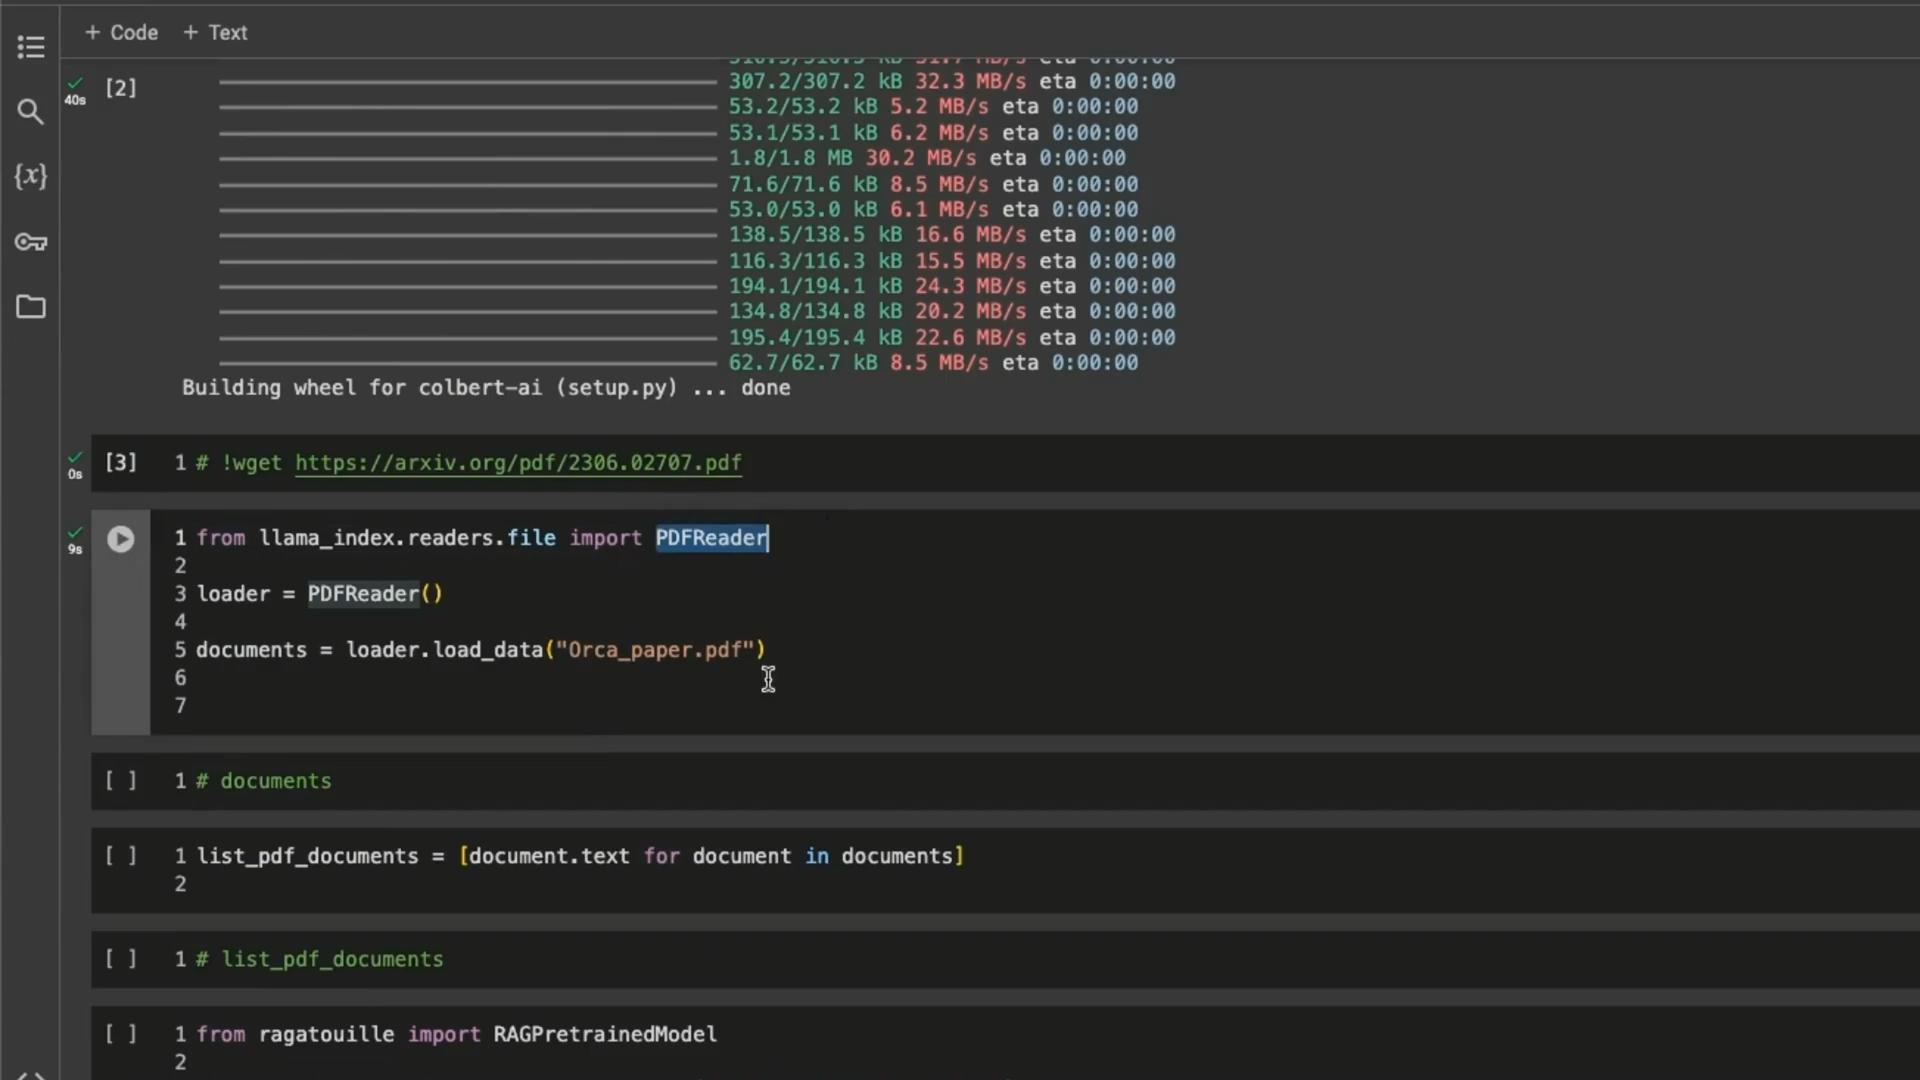 + Code + Text
40s
[2]
307.2/307.2 kB 32.3 MB/s eta 0:00:00
53.2/53.2 kB 5.2 MB/s eta 0:00:00
53.1/53.1 kB 6.2 MB/s eta 0:00:00
1.8/1.8 MB 30.2 MB/s eta 0:00:00
71.6/71.6 kB 8.5 MB/s eta 0:00:00
53.0/53.0 kB 6.1 MB/s eta 0:00:00
138.5/138.5 kB 16.6 MB/s eta 0:00:00
116.3/116.3 kB 15.5 MB/s eta 0:00:00
194.1/194.1 kB 24.3 MB/s eta 0:00:00
134.8/134.8 kB 20.2 MB/s eta 0:00:00
195.4/195.4 kB 22.6 MB/s eta 0:00:00
62.7/62.7 kB 8.5 MB/s eta 0:00:00
Building wheel for colbert-ai (setup.py) ... done
0s [3] 1 # !wget https://arxiv.org/pdf/2306.02707.pdf
9s 1 from llama_index.readers.file import PDFReader
2
3 loader = PDFReader()
4
5 documents = loader.load_data("Orca_paper.pdf")
6
7
[ ] 1 # documents
[ ] 1 list_pdf_documents = [document.text for document in documents]
2
[ ] 1 # list_pdf_documents
[ ] 1 from ragatouille import RAGPretrainedModel
2